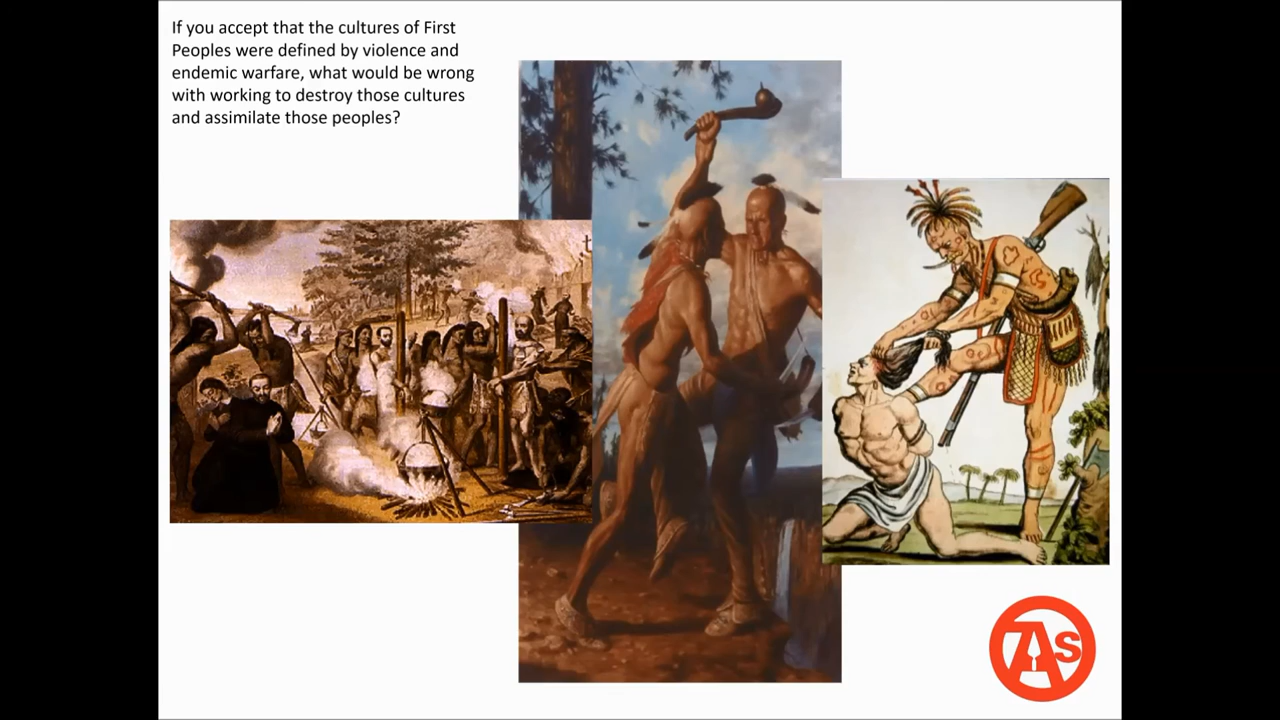 If you accept that the cultures of First
Peoples were defined by violence and
endemic warfare, what would be wrong
with working to destroy those cultures
and assimilate those peoples?
7As